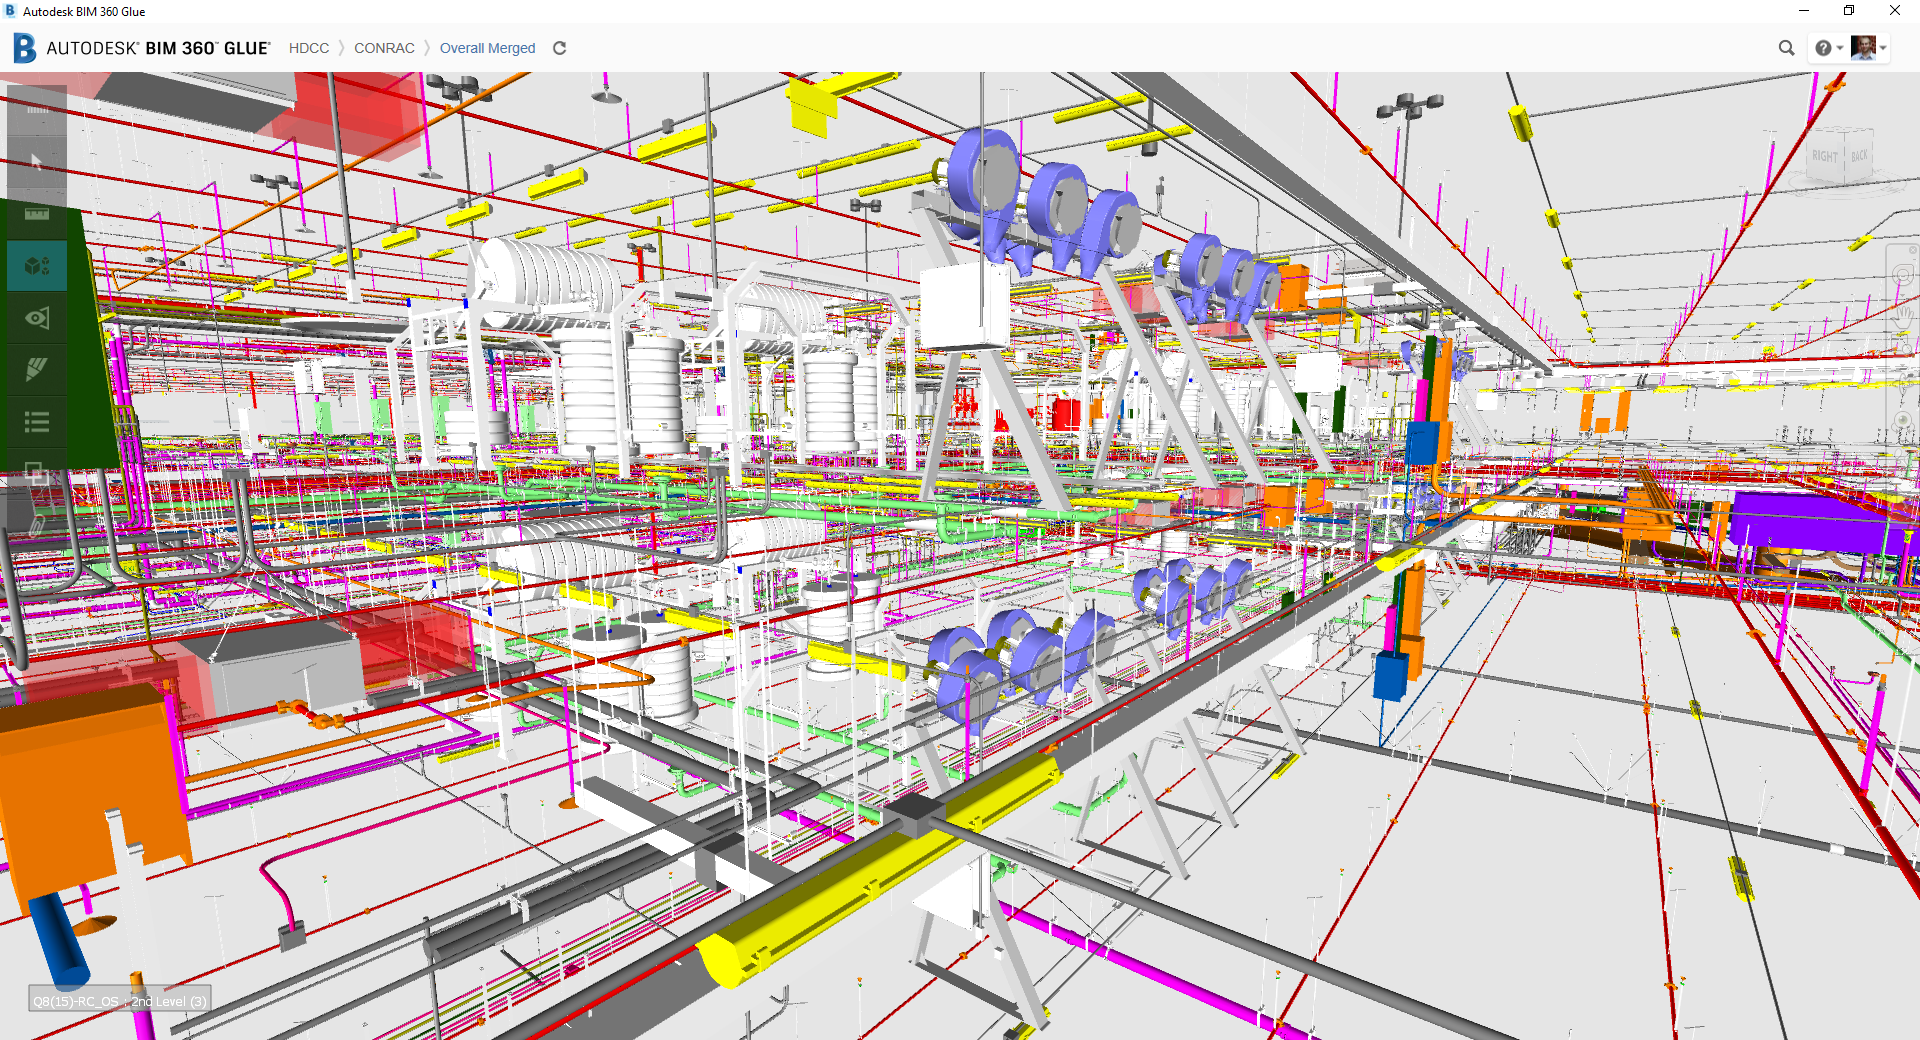 Autodesk BIM 360 Glue
AUTODESK® BIM 360™ GLUE®
HDCC 〉 CONRAC 〉 Overall Merged
RIGHT
BACK
Q8(15)-RC_OS : 2nd Level (3)